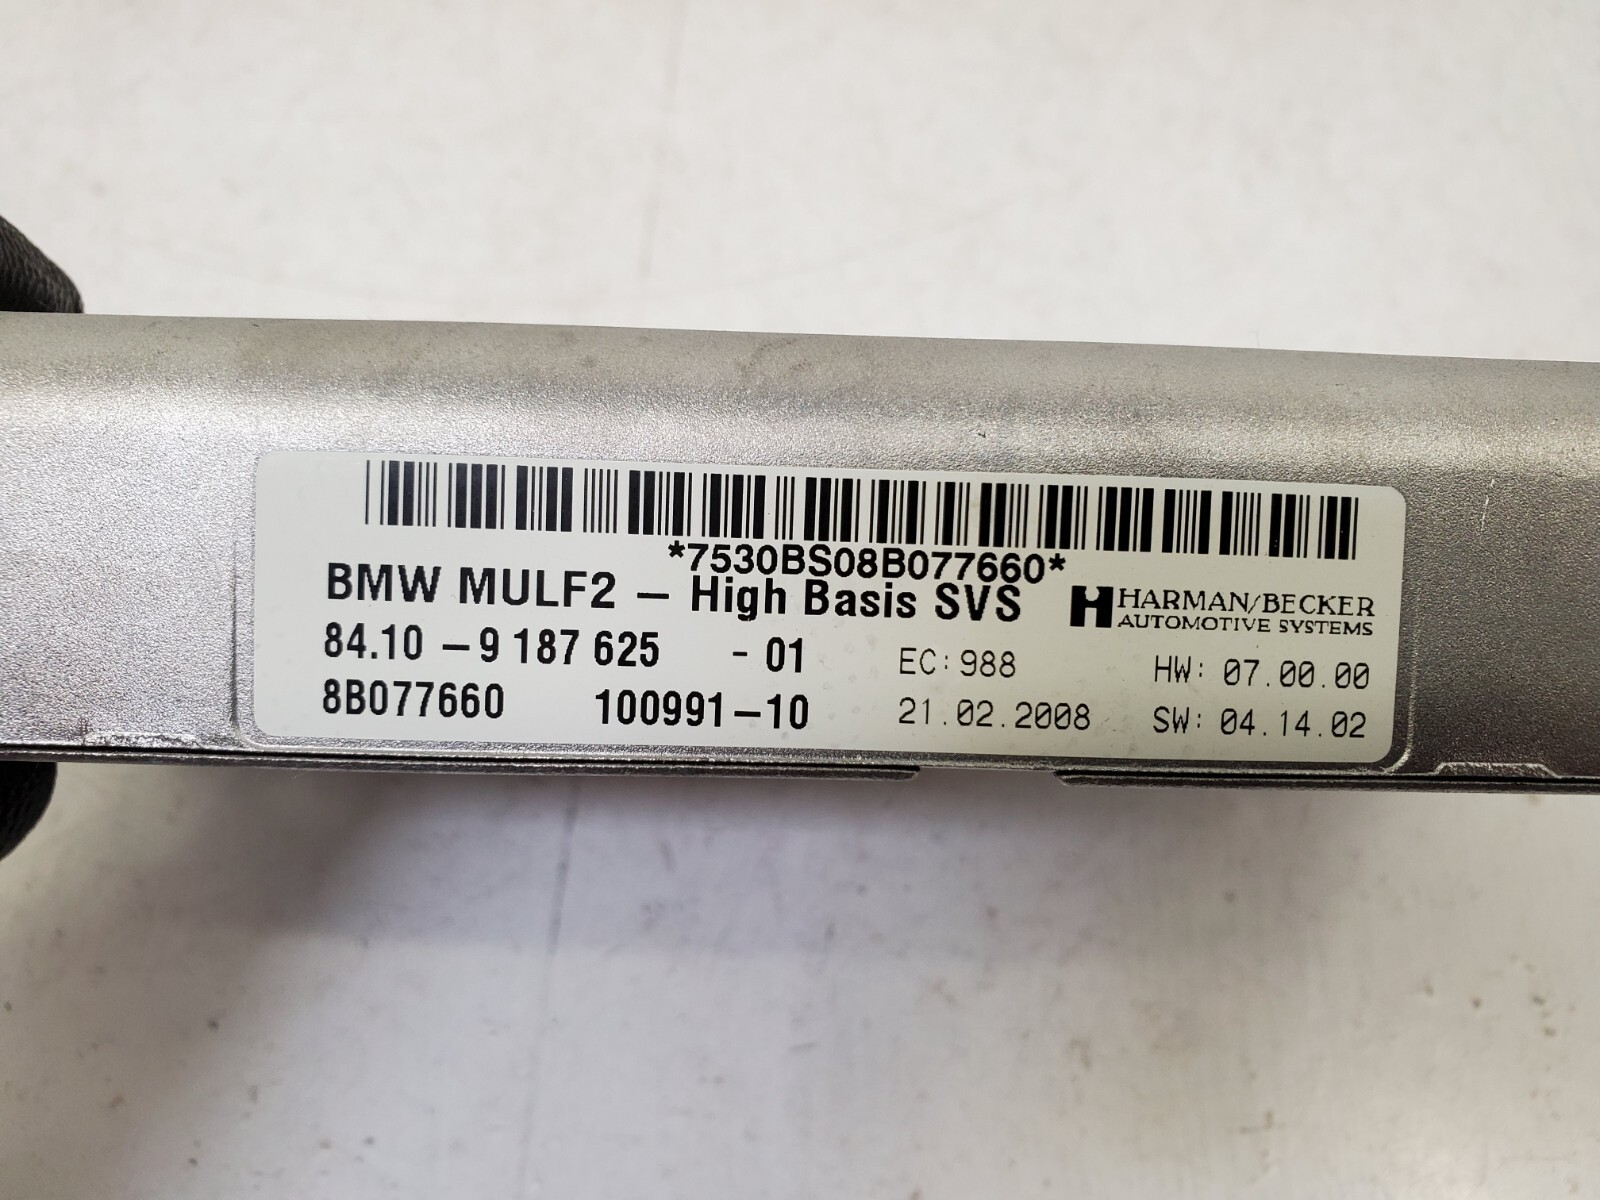 *7530BS08B077660*
BMW MULF2 – High Basis SVS
HARMAN/BECKER
AUTOMOTIVE SYSTEMS
84.10 – 9 187 625 - 01 EC: 988 HW: 07.00.00
8B077660 100991–10 21.02.2008 SW: 04.14.02